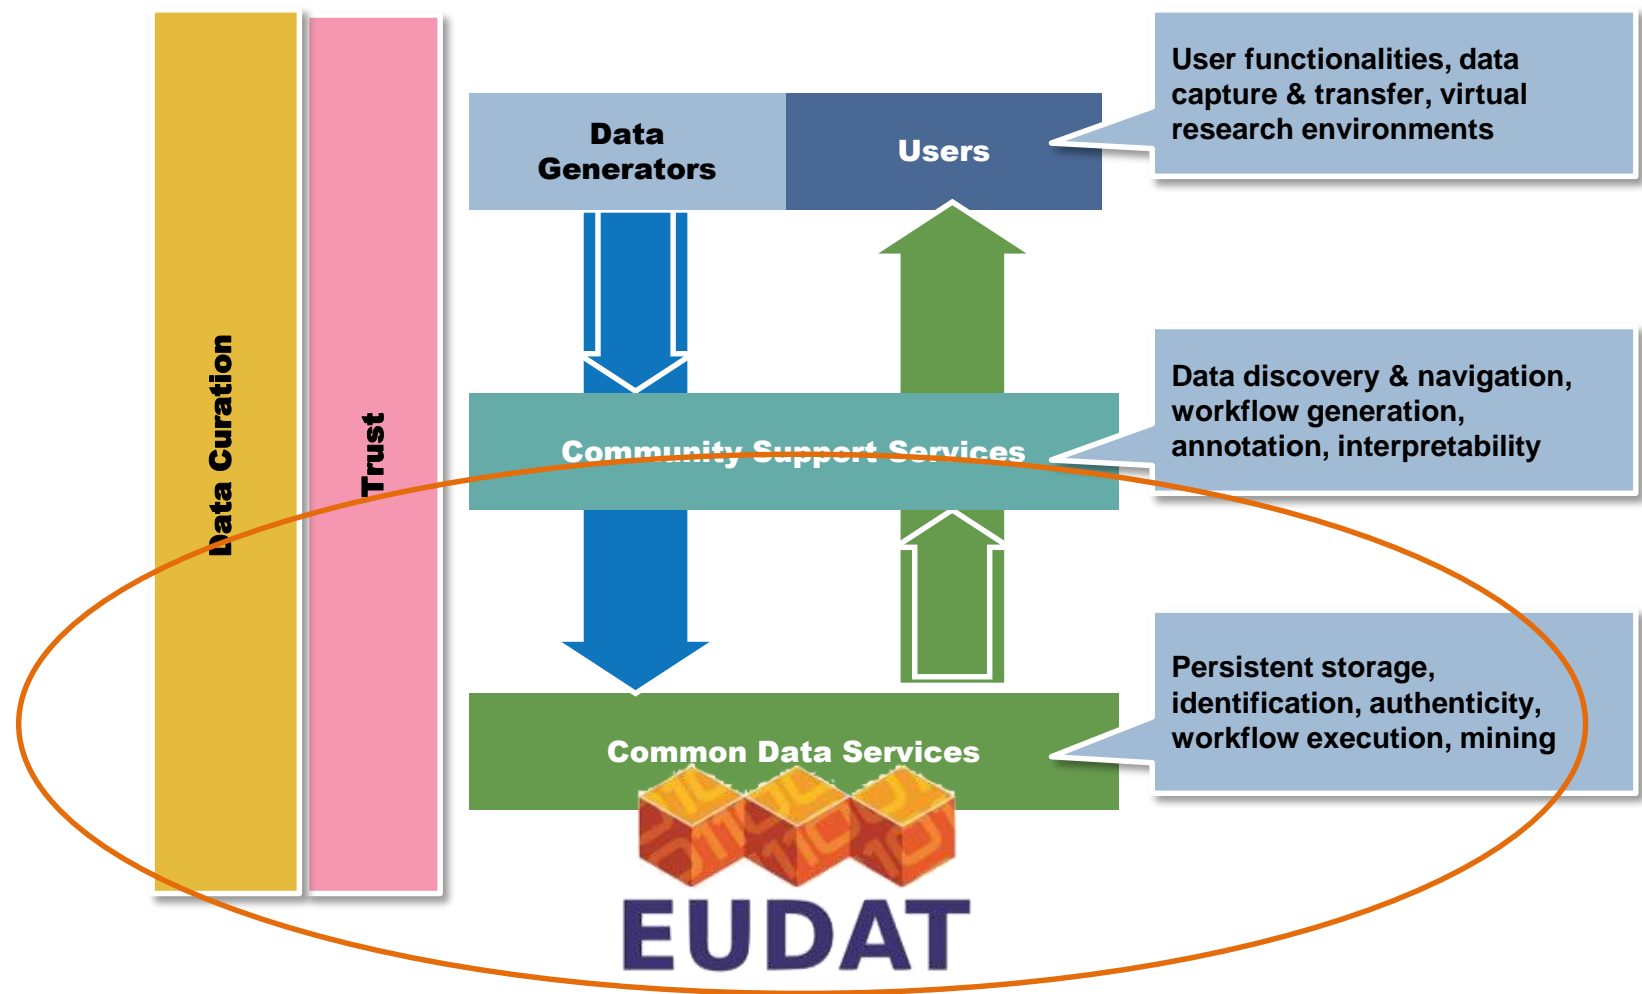 Data Curation
Trust
Data
Generators
Users
User functionalities, data
capture & transfer, virtual
research environments
Community Support Services
Data discovery & navigation,
workflow generation,
annotation, interpretability
Common Data Services
Persistent storage,
identification, authenticity,
workflow execution, mining
EUDAT